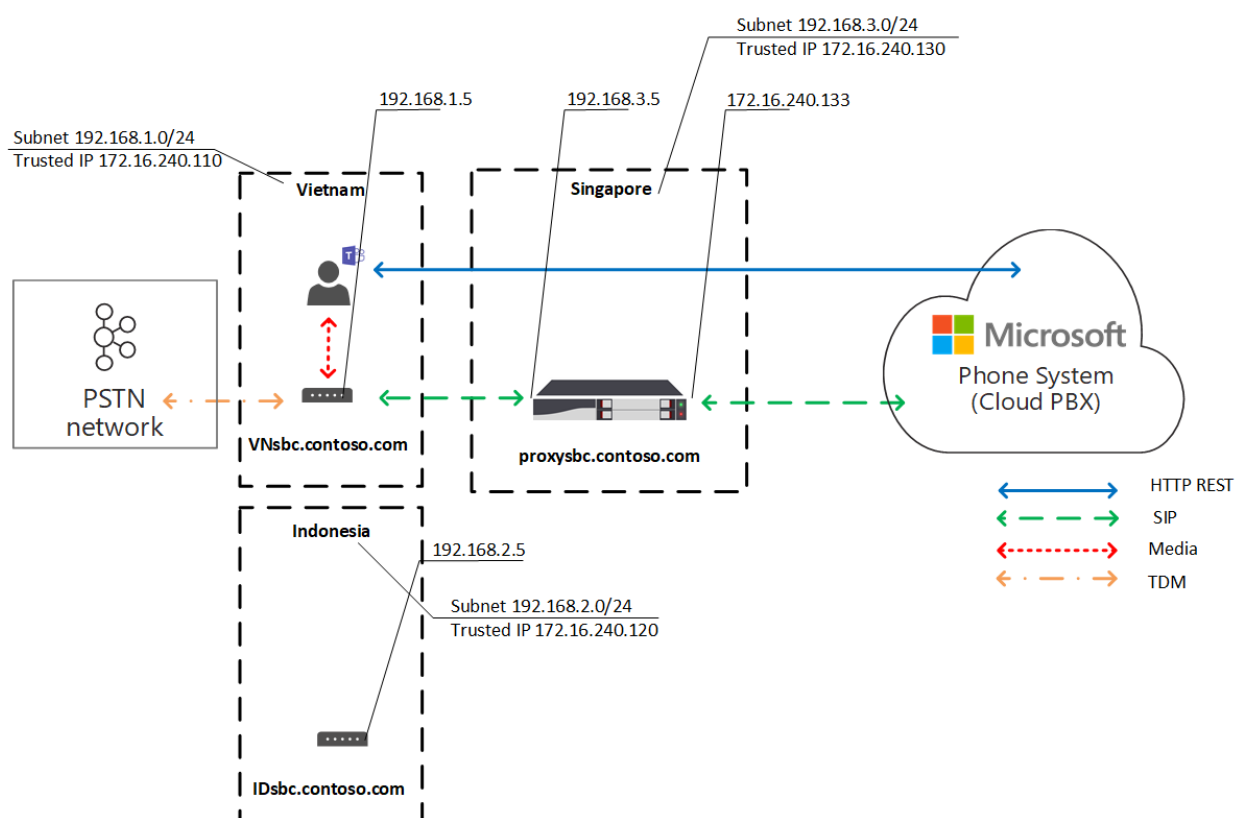 Subnet 192.168.3.0/24
Trusted IP 172.16.240.130
192.168.1.5
192.168.3.5
172.16.240.133
Subnet 192.168.1.0/24
Trusted IP 172.16.240.110
Vietnam
Singapore
T
PSTN
network
Microsoft
Phone System
(Cloud PBX)
VNsbc.contoso.com
proxysbc.contoso.com
HTTP REST
SIP
Media
TDM
Indonesia
192.168.2.5
Subnet 192.168.2.0/24
Trusted IP 172.16.240.120
IDsbc.contoso.com